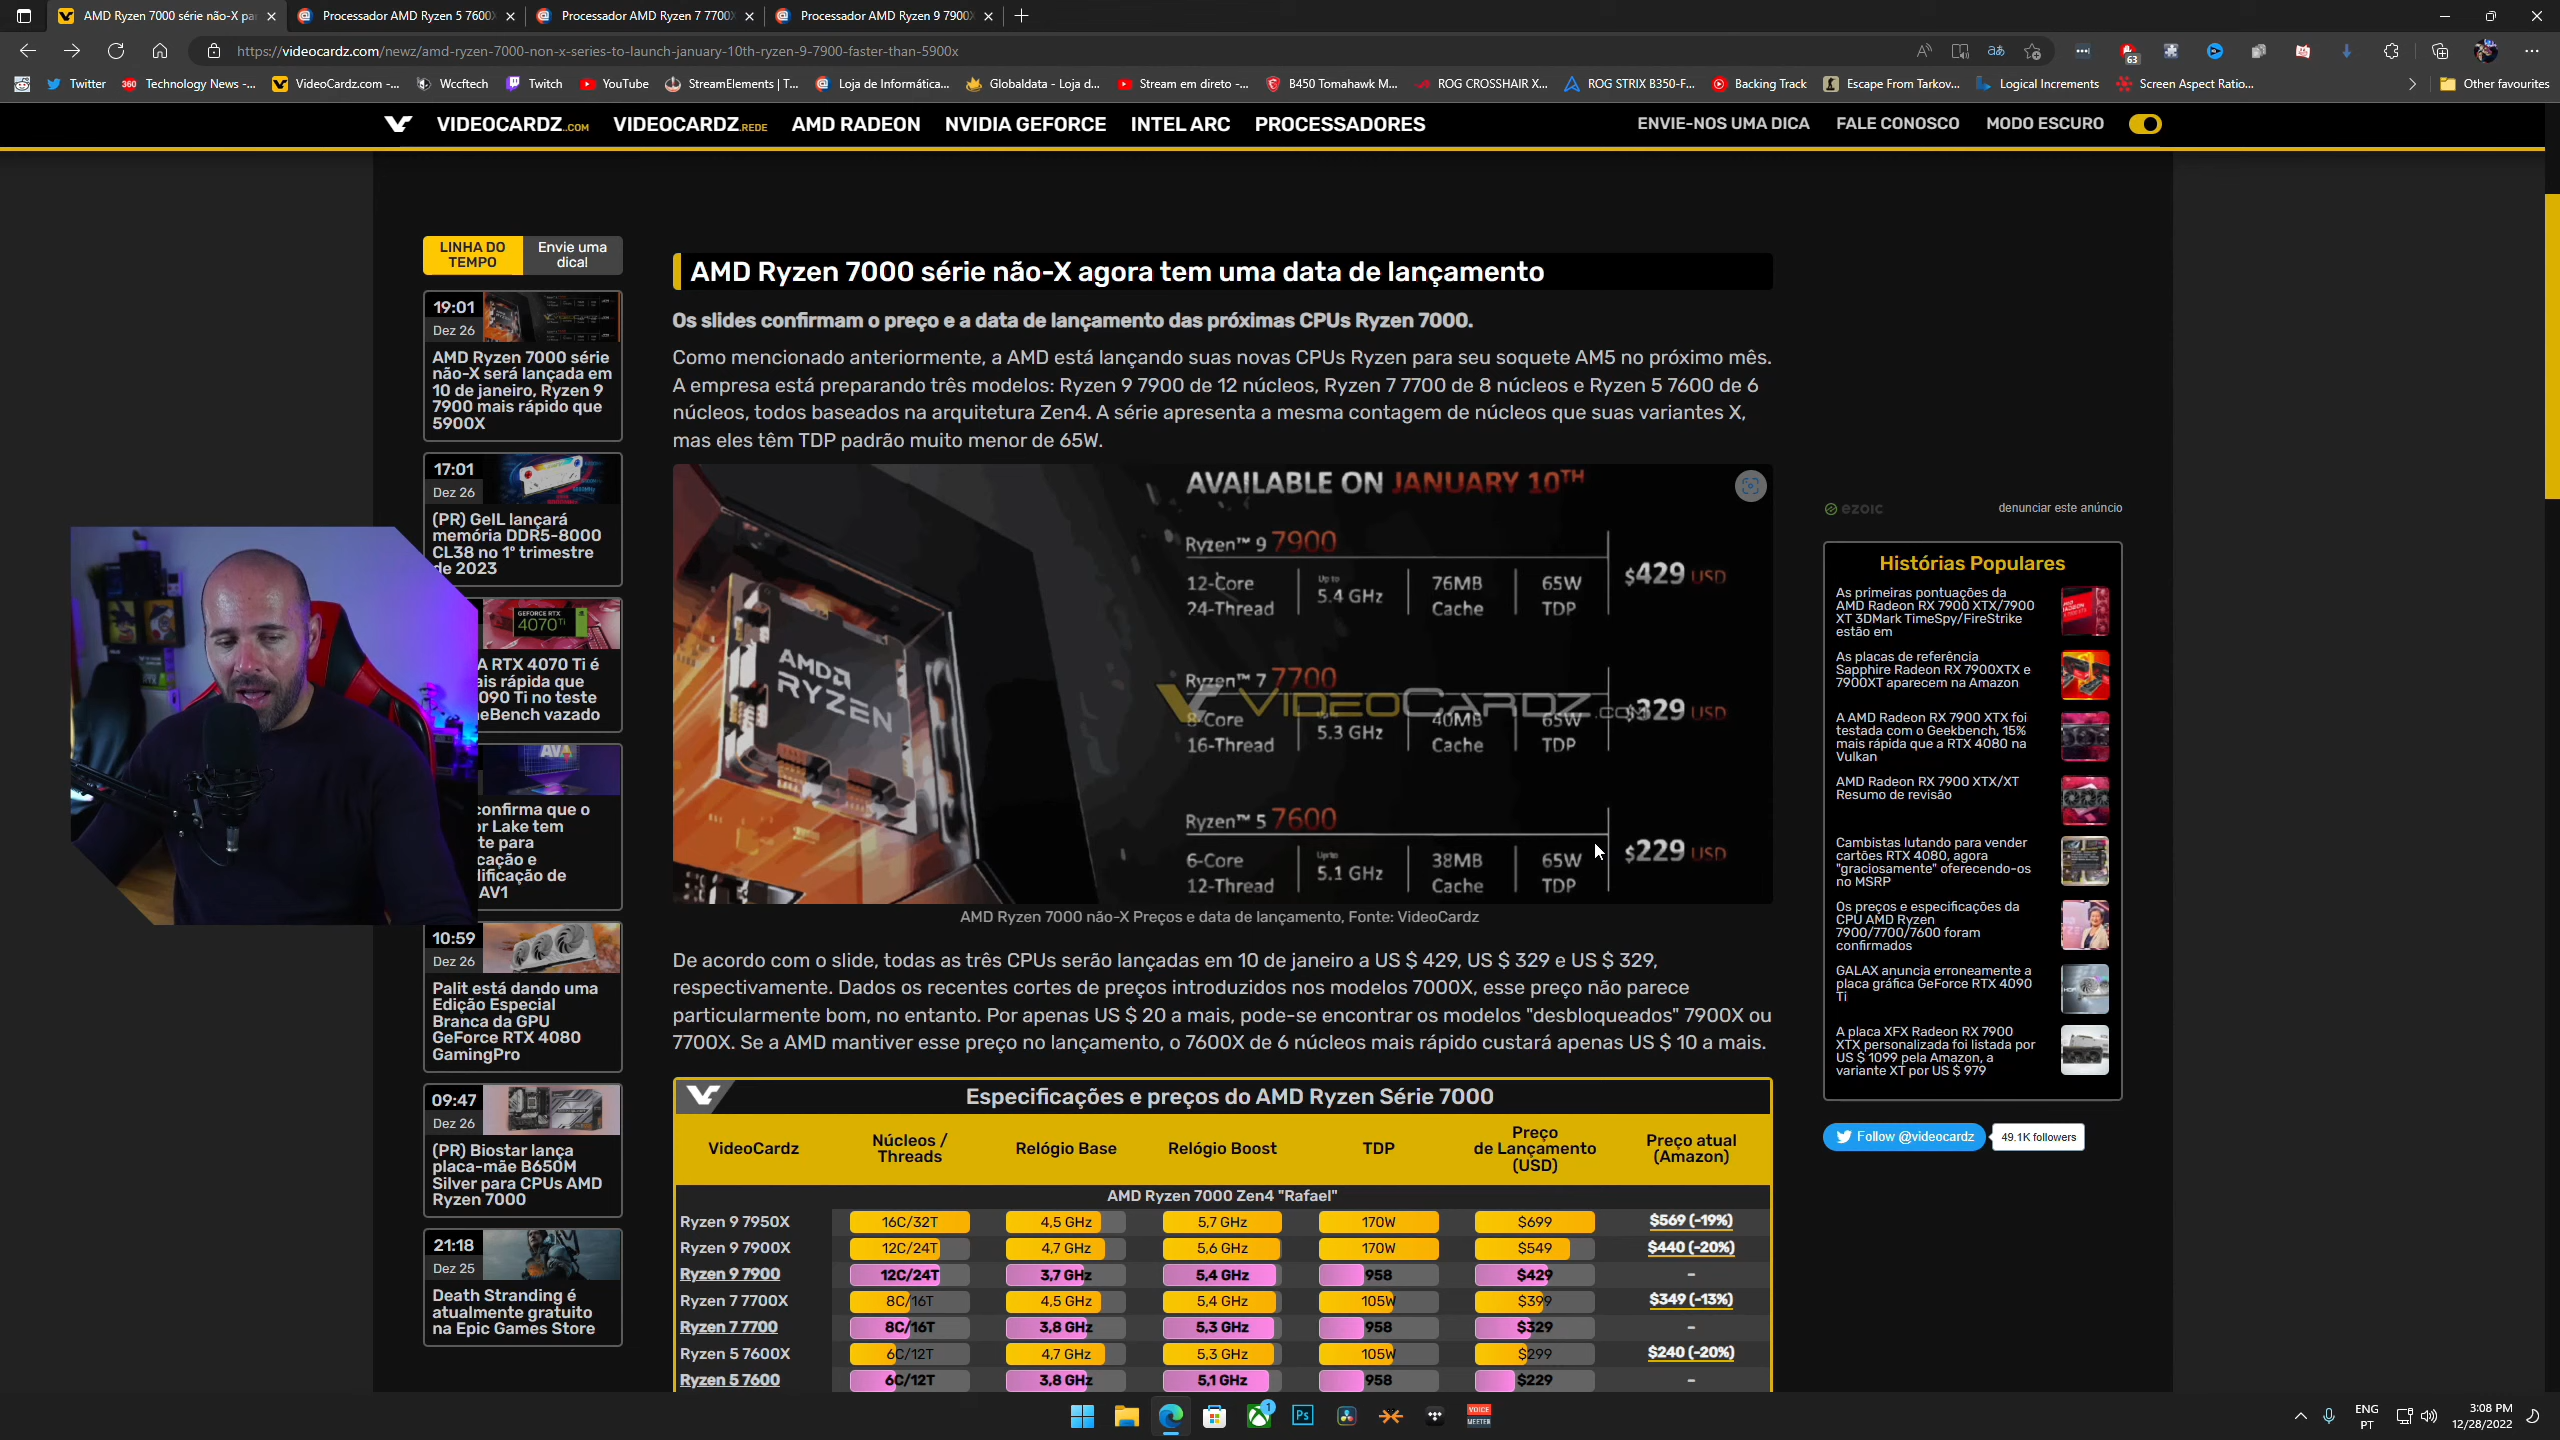 AMD Ryzen 7000 série não-X pa
Processador AMD Ryzen 5 7600X
Processador AMD Ryzen 7 7700X
Processador AMD Ryzen 9 7900X
https://videocardz.com/newz/amd-ryzen-7000-non-x-series-to-launch-january-10th-ryzen-9-7900-faster-than-5900x
63
Twitter
360 Technology News -...
VideoCardz.com -...
Wccftech
Twitch
YouTube
StreamElements | T...
Loja de Informática...
Globaldata - Loja d...
Stream em direto -...
B450 Tomahawk M...
ROG CROSSHAIR X...
ROG STRIX B350-F...
Backing Track
Escape From Tarkov...
Logical Increments
Screen Aspect Ratio...
Other favourites
VIDEOCARDZ.COM
VIDEOCARDZ.REDE
AMD RADEON
NVIDIA GEFORCE
INTEL ARC
PROCESSADORES
ENVIE-NOS UMA DICA
FALE CONOSCO
MODO ESCURO
LINHA DO
TEMPO
Envie uma
dica!
19:01
Dez 26
AMD Ryzen 7000 série
não-X será lançada em
10 de janeiro, Ryzen 9
7900 mais rápido que
5900X
17:01
Dez 26
(PR) GeIL lançará
memória DDR5-8000
CL38 no 1º trimestre
de 2023
GEFORCE RTX
4070Ti
A RTX 4070 Ti é
ais rápida que
090 Ti no teste
eBench vazado
AV1
confirma que o
or Lake tem
te para
cação e
lificação de
AV1
10:59
Dez 26
Palit está dando uma
Edição Especial
Branca da GPU
GeForce RTX 4080
GamingPro
09:47
Dez 26
(PR) Biostar lança
placa-mãe B650M
Silver para CPUs AMD
Ryzen 7000
21:18
Dez 25
Death Stranding é
atualmente gratuito
na Epic Games Store
AMD Ryzen 7000 série não-X agora tem uma data de lançamento
Os slides confirmam o preço e a data de lançamento das próximas CPUs Ryzen 7000.
Como mencionado anteriormente, a AMD está lançando suas novas CPUs Ryzen para seu soquete AM5 no próximo mês.
A empresa está preparando três modelos: Ryzen 9 7900 de 12 núcleos, Ryzen 7 7700 de 8 núcleos e Ryzen 5 7600 de 6
núcleos, todos baseados na arquitetura Zen4. A série apresenta a mesma contagem de núcleos que suas variantes X,
mas eles têm TDP padrão muito menor de 65W.
AMD
RYZEN
AVAILABLE ON JANUARY 10TH
Ryzen™ 9 7900
12-Core
24-Thread
Up to
5.4 GHz
76MB
Cache
65W
TDP
$429 USD
Ryzen™ 7 7700
VIDEOCARDZ.COM
8-Core
16-Thread
5.3 GHz
40MB
Cache
65W
TDP
$329 USD
Ryzen™ 5 7600
6-Core
12-Thread
Up to
5.1 GHz
38MB
Cache
65W
TDP
$229 USD
AMD Ryzen 7000 não-X Preços e data de lançamento, Fonte: VideoCardz
De acordo com o slide, todas as três CPUs serão lançadas em 10 de janeiro a US $ 429, US $ 329 e US $ 329,
respectivamente. Dados os recentes cortes de preços introduzidos nos modelos 7000X, esse preço não parece
particularmente bom, no entanto. Por apenas US $ 20 a mais, pode-se encontrar os modelos "desbloqueados" 7900X ou
7700X. Se a AMD mantiver esse preço no lançamento, o 7600X de 6 núcleos mais rápido custará apenas US $ 10 a mais.
Especificações e preços do AMD Ryzen Série 7000
VideoCardz
Núcleos /
Threads
Relógio Base
Relógio Boost
TDP
Preço
de Lançamento
(USD)
Preço atual
(Amazon)
AMD Ryzen 7000 Zen4 "Rafael"
Ryzen 9 7950X 16C/32T 4,5 GHz 5,7 GHz 170W $699 $569 (-19%)
Ryzen 9 7900X 12C/24T 4,7 GHz 5,6 GHz 170W $549 $440 (-20%)
Ryzen 9 7900 12C/24T 3,7 GHz 5,4 GHz 958 $429 –
Ryzen 7 7700X 8C/16T 4,5 GHz 5,4 GHz 105W $399 $349 (-13%)
Ryzen 7 7700 8C/16T 3,8 GHz 5,3 GHz 958 $329 –
Ryzen 5 7600X 6C/12T 4,7 GHz 5,3 GHz 105W $299 $240 (-20%)
Ryzen 5 7600 6C/12T 3,8 GHz 5,1 GHz 958 $229 –
ezoic
denunciar este anúncio
Histórias Populares
As primeiras pontuações da
AMD Radeon RX 7900 XTX/7900
XT 3DMark TimeSpy/FireStrike
estão em
As placas de referência
Sapphire Radeon RX 7900XTX e
7900XT aparecem na Amazon
A AMD Radeon RX 7900 XTX foi
testada com o Geekbench, 15%
mais rápida que a RTX 4080 na
Vulkan
AMD Radeon RX 7900 XTX/XT
Resumo de revisão
Cambistas lutando para vender
cartões RTX 4080, agora
"graciosamente" oferecendo-os
no MSRP
Os preços e especificações da
CPU AMD Ryzen
7900/7700/7600 foram
confirmados
GALAX anuncia erroneamente a
placa gráfica GeForce RTX 4090
Ti
A placa XFX Radeon RX 7900
XTX personalizada foi listada por
US $ 1099 pela Amazon, a
variante XT por US $ 979
Follow @videocardz
49.1K followers
1
Ps
VOICE
MEETER
ENG
PT
3:08 PM
12/28/2022